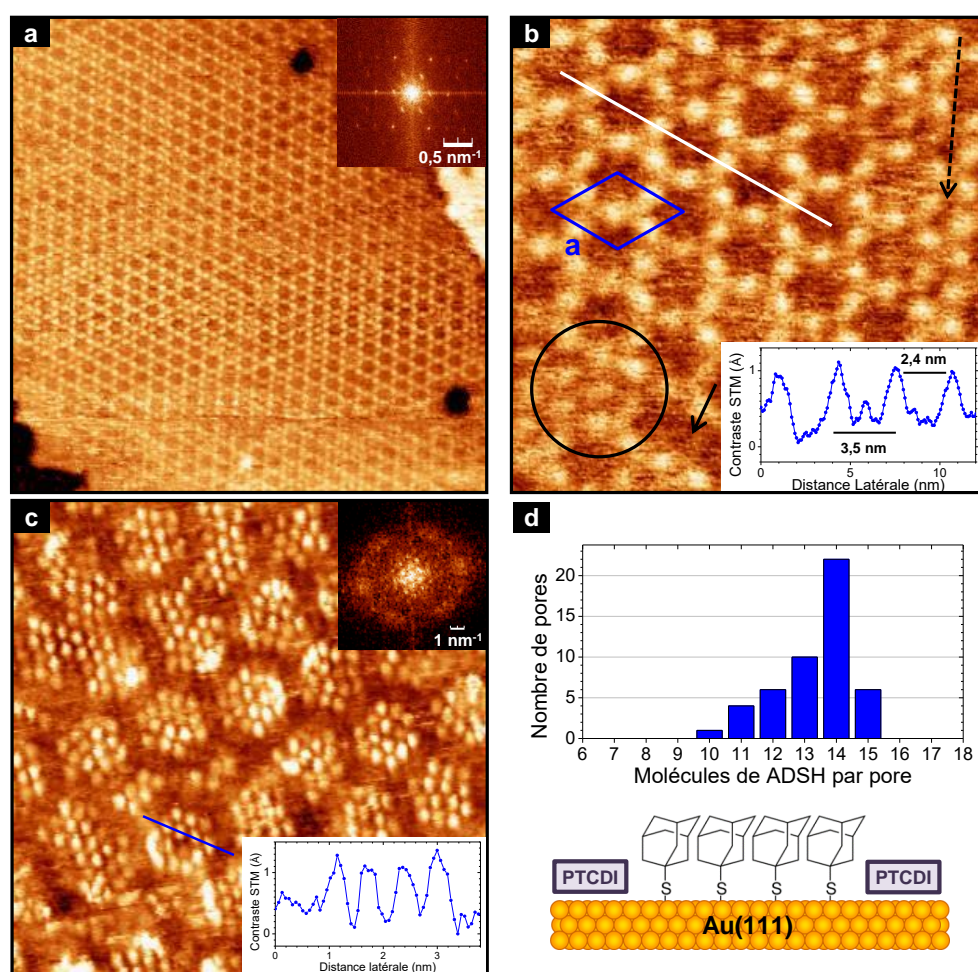 a
0,5 nm⁻¹
b
a
Contraste STM (Å)
1
0
2,4 nm
3,5 nm
0 5 10
Distance Latérale (nm)
c
1 nm⁻¹
Contraste STM (Å)
1
0
0 1 2 3
Distance latérale (nm)
d
Nombre de pores
20
15
10
5
0
6 7 8 9 10 11 12 13 14 15 16 17 18
Molécules de ADSH par pore
PTCDI
S S S S
PTCDI
Au(111)